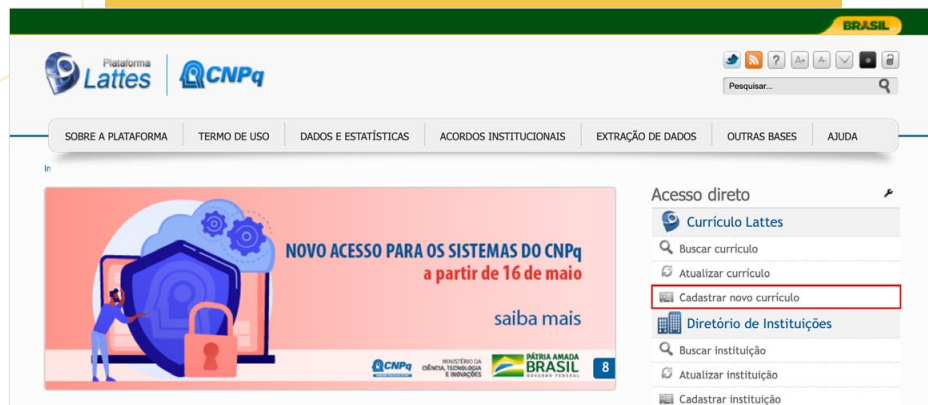 BRASIL
Plataforma
Lattes
CNPq
A+ A-
Pesquisar...
SOBRE A PLATAFORMA TERMO DE USO DADOS E ESTATÍSTICAS ACORDOS INSTITUCIONAIS EXTRAÇÃO DE DADOS OUTRAS BASES AJUDA
In
NOVO ACESSO PARA OS SISTEMAS DO CNPq
a partir de 16 de maio
saiba mais
CNPq
MINISTÉRIO DA
CIÊNCIA, TECNOLOGIA
E INOVAÇÕES
PÁTRIA AMADA
BRASIL
GOVERNO FEDERAL
8
Acesso direto
Currículo Lattes
Buscar currículo
Atualizar currículo
Cadastrar novo currículo
Diretório de Instituições
Buscar instituição
Atualizar instituição
Cadastrar instituição